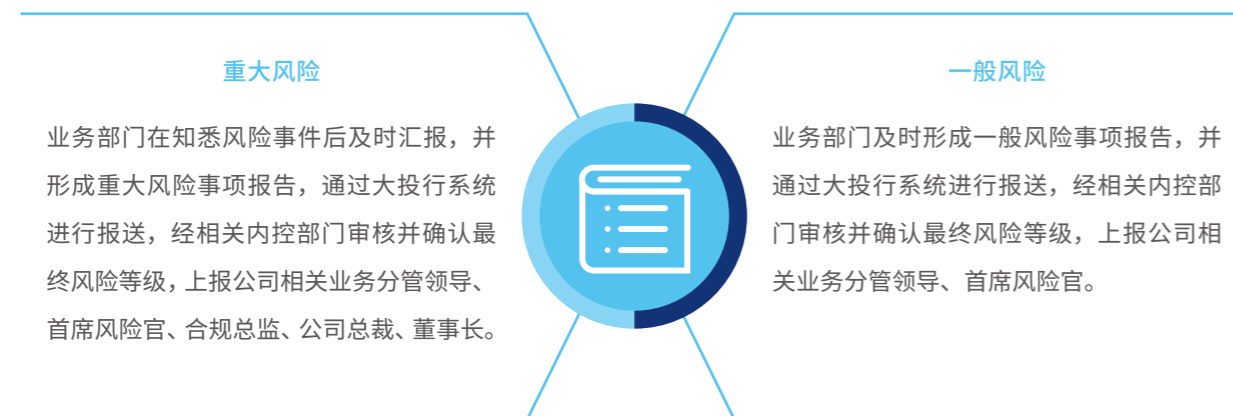 重大风险
业务部门在知悉风险事件后及时汇报，并
形成重大风险事项报告，通过大投行系统
进行报送，经相关内控部门审核并确认最
终风险等级，上报公司相关业务分管领导、
首席风险官、合规总监、公司总裁、董事长。
一般风险
业务部门及时形成一般风险事项报告，并
通过大投行系统进行报送，经相关内控部
门审核并确认最终风险等级，上报公司相
关业务分管领导、首席风险官。